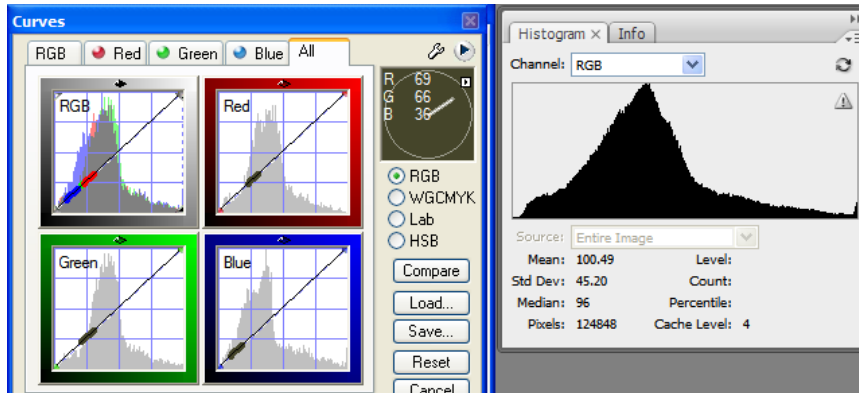 Curves
RGB Red Green Blue All
RGB
Red
Green
Blue
R 69
G 66
B 36
RGB
WGCMYK
Lab
HSB
Compare
Load...
Save...
Reset
Cancel
Histogram × Info
Channel: RGB
Source: Entire Image
Mean: 100.49 Level:
Std Dev: 45.20 Count:
Median: 96 Percentile:
Pixels: 124848 Cache Level: 4